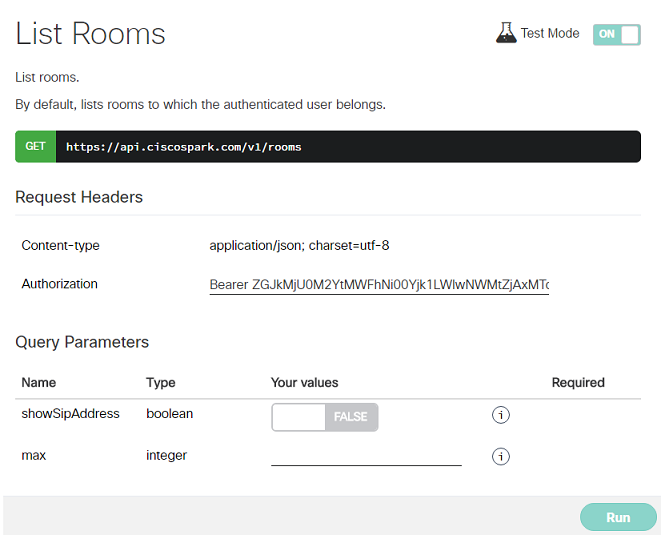 List Rooms
Test Mode ON
List rooms.
By default, lists rooms to which the authenticated user belongs.
GET https://api.ciscospark.com/v1/rooms
Request Headers
Content-type application/json; charset=utf-8
Authorization Bearer ZGJkMjU0M2YtMWFhNi00Yjk1LWIwNWMtZjAxMTc
Query Parameters
Name Type Your values Required
showSipAddress boolean FALSE i
max integer i
Run